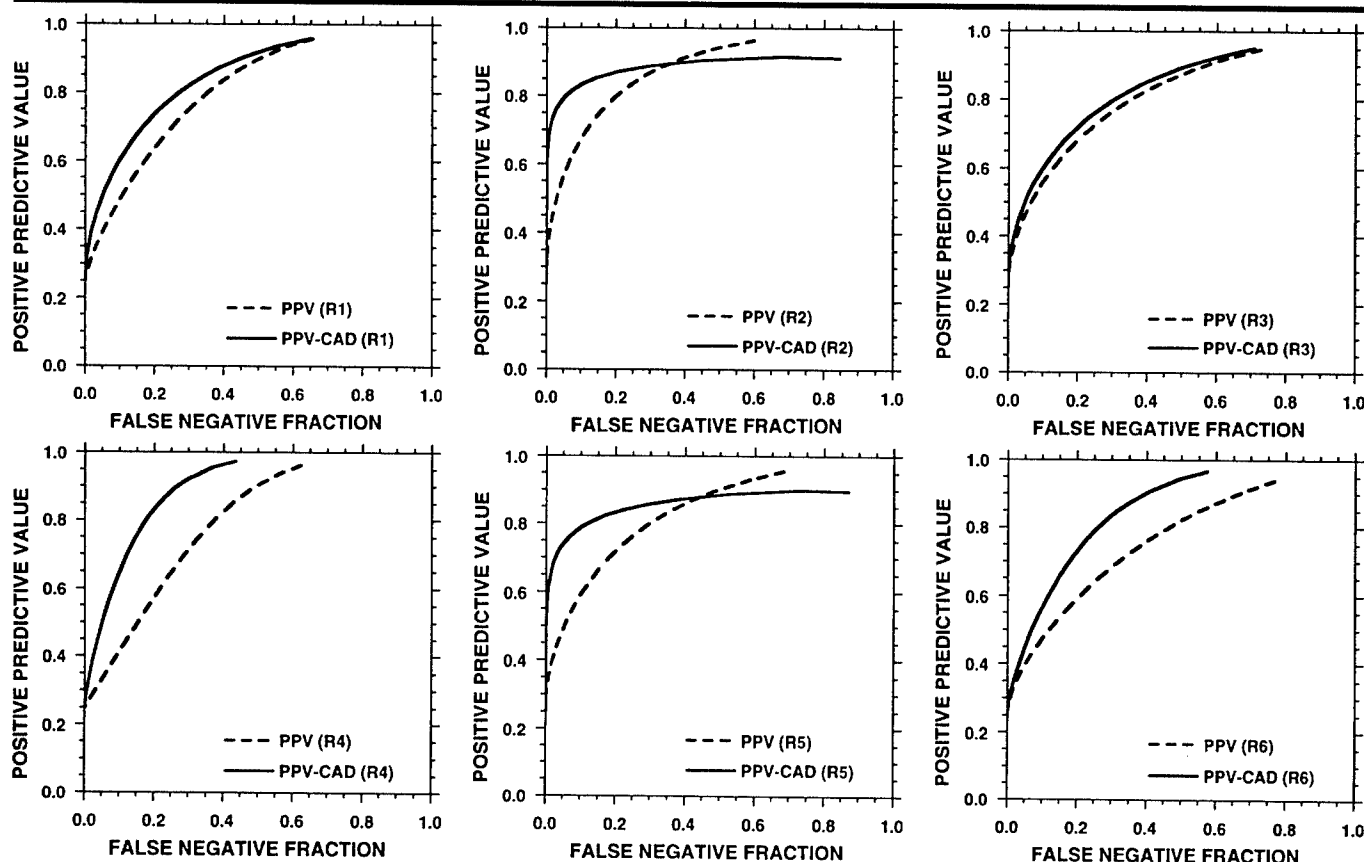 POSITIVE PREDICTIVE VALUE
1.0
0.8
0.6
0.4
0.2
0.0
PPV (R1)
PPV-CAD (R1)
0.0 0.2 0.4 0.6 0.8 1.0
FALSE NEGATIVE FRACTION
POSITIVE PREDICTIVE VALUE
1.0
0.8
0.6
0.4
0.2
0.0
PPV (R2)
PPV-CAD (R2)
0.0 0.2 0.4 0.6 0.8 1.0
FALSE NEGATIVE FRACTION
POSITIVE PREDICTIVE VALUE
1.0
0.8
0.6
0.4
0.2
0.0
PPV (R3)
PPV-CAD (R3)
0.0 0.2 0.4 0.6 0.8 1.0
FALSE NEGATIVE FRACTION
POSITIVE PREDICTIVE VALUE
1.0
0.8
0.6
0.4
0.2
0.0
PPV (R4)
PPV-CAD (R4)
0.0 0.2 0.4 0.6 0.8 1.0
FALSE NEGATIVE FRACTION
POSITIVE PREDICTIVE VALUE
1.0
0.8
0.6
0.4
0.2
0.0
PPV (R5)
PPV-CAD (R5)
0.0 0.2 0.4 0.6 0.8 1.0
FALSE NEGATIVE FRACTION
POSITIVE PREDICTIVE VALUE
1.0
0.8
0.6
0.4
0.2
0.0
PPV (R6)
PPV-CAD (R6)
0.0 0.2 0.4 0.6 0.8 1.0
FALSE NEGATIVE FRACTION